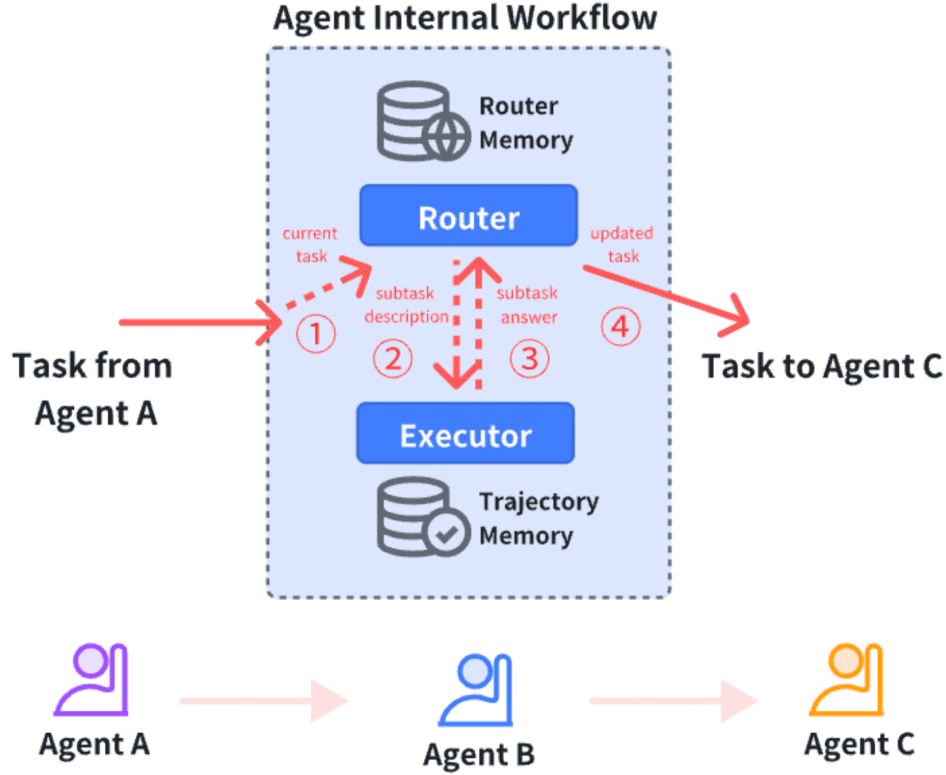 Agent Internal Workflow
Router
Memory
Router
current
task
updated
task
subtask
description
subtask
answer
①
②
③
④
Task from
Agent A
Task to Agent C
Executor
Trajectory
Memory
Agent A
Agent B
Agent C